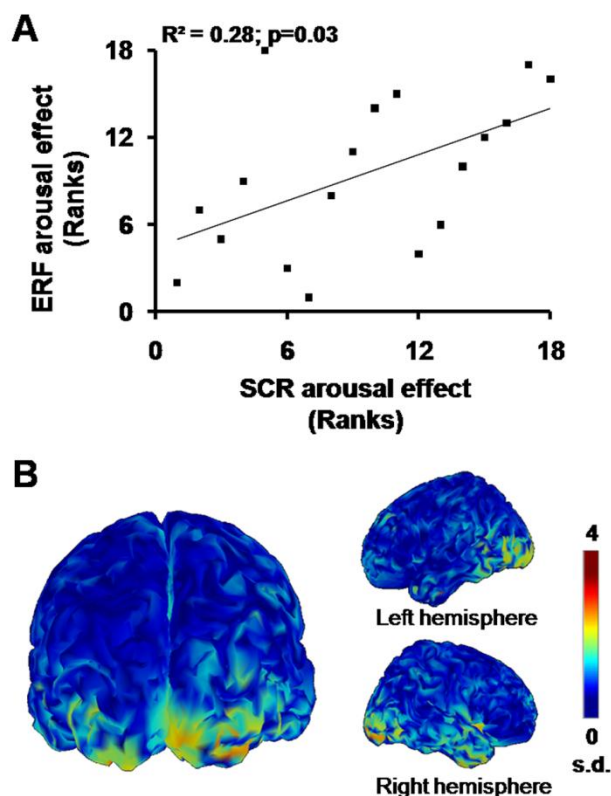 A
R² = 0.28; p=0.03
18
12
6
0
ERF arousal effect
(Ranks)
0 6 12 18
SCR arousal effect
(Ranks)
B
Left hemisphere
Right hemisphere
4
0
s.d.